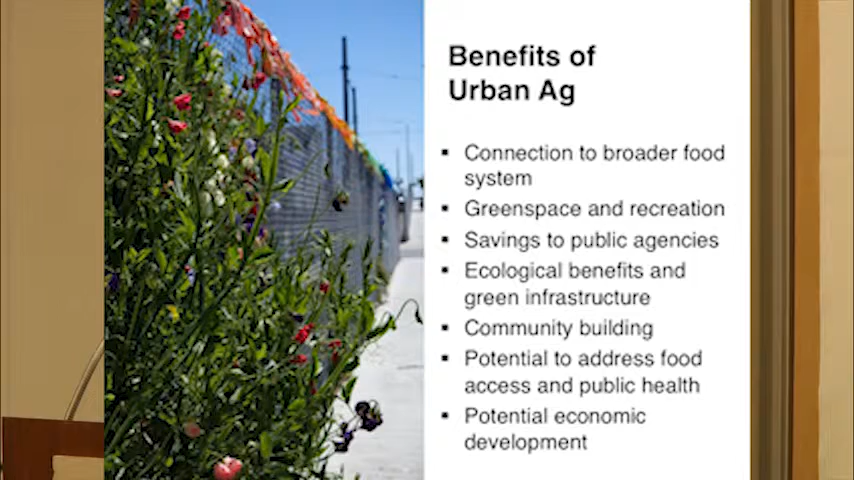 Benefits of
Urban Ag
▪ Connection to broader food
system
▪ Greenspace and recreation
▪ Savings to public agencies
▪ Ecological benefits and
green infrastructure
▪ Community building
▪ Potential to address food
access and public health
▪ Potential economic
development